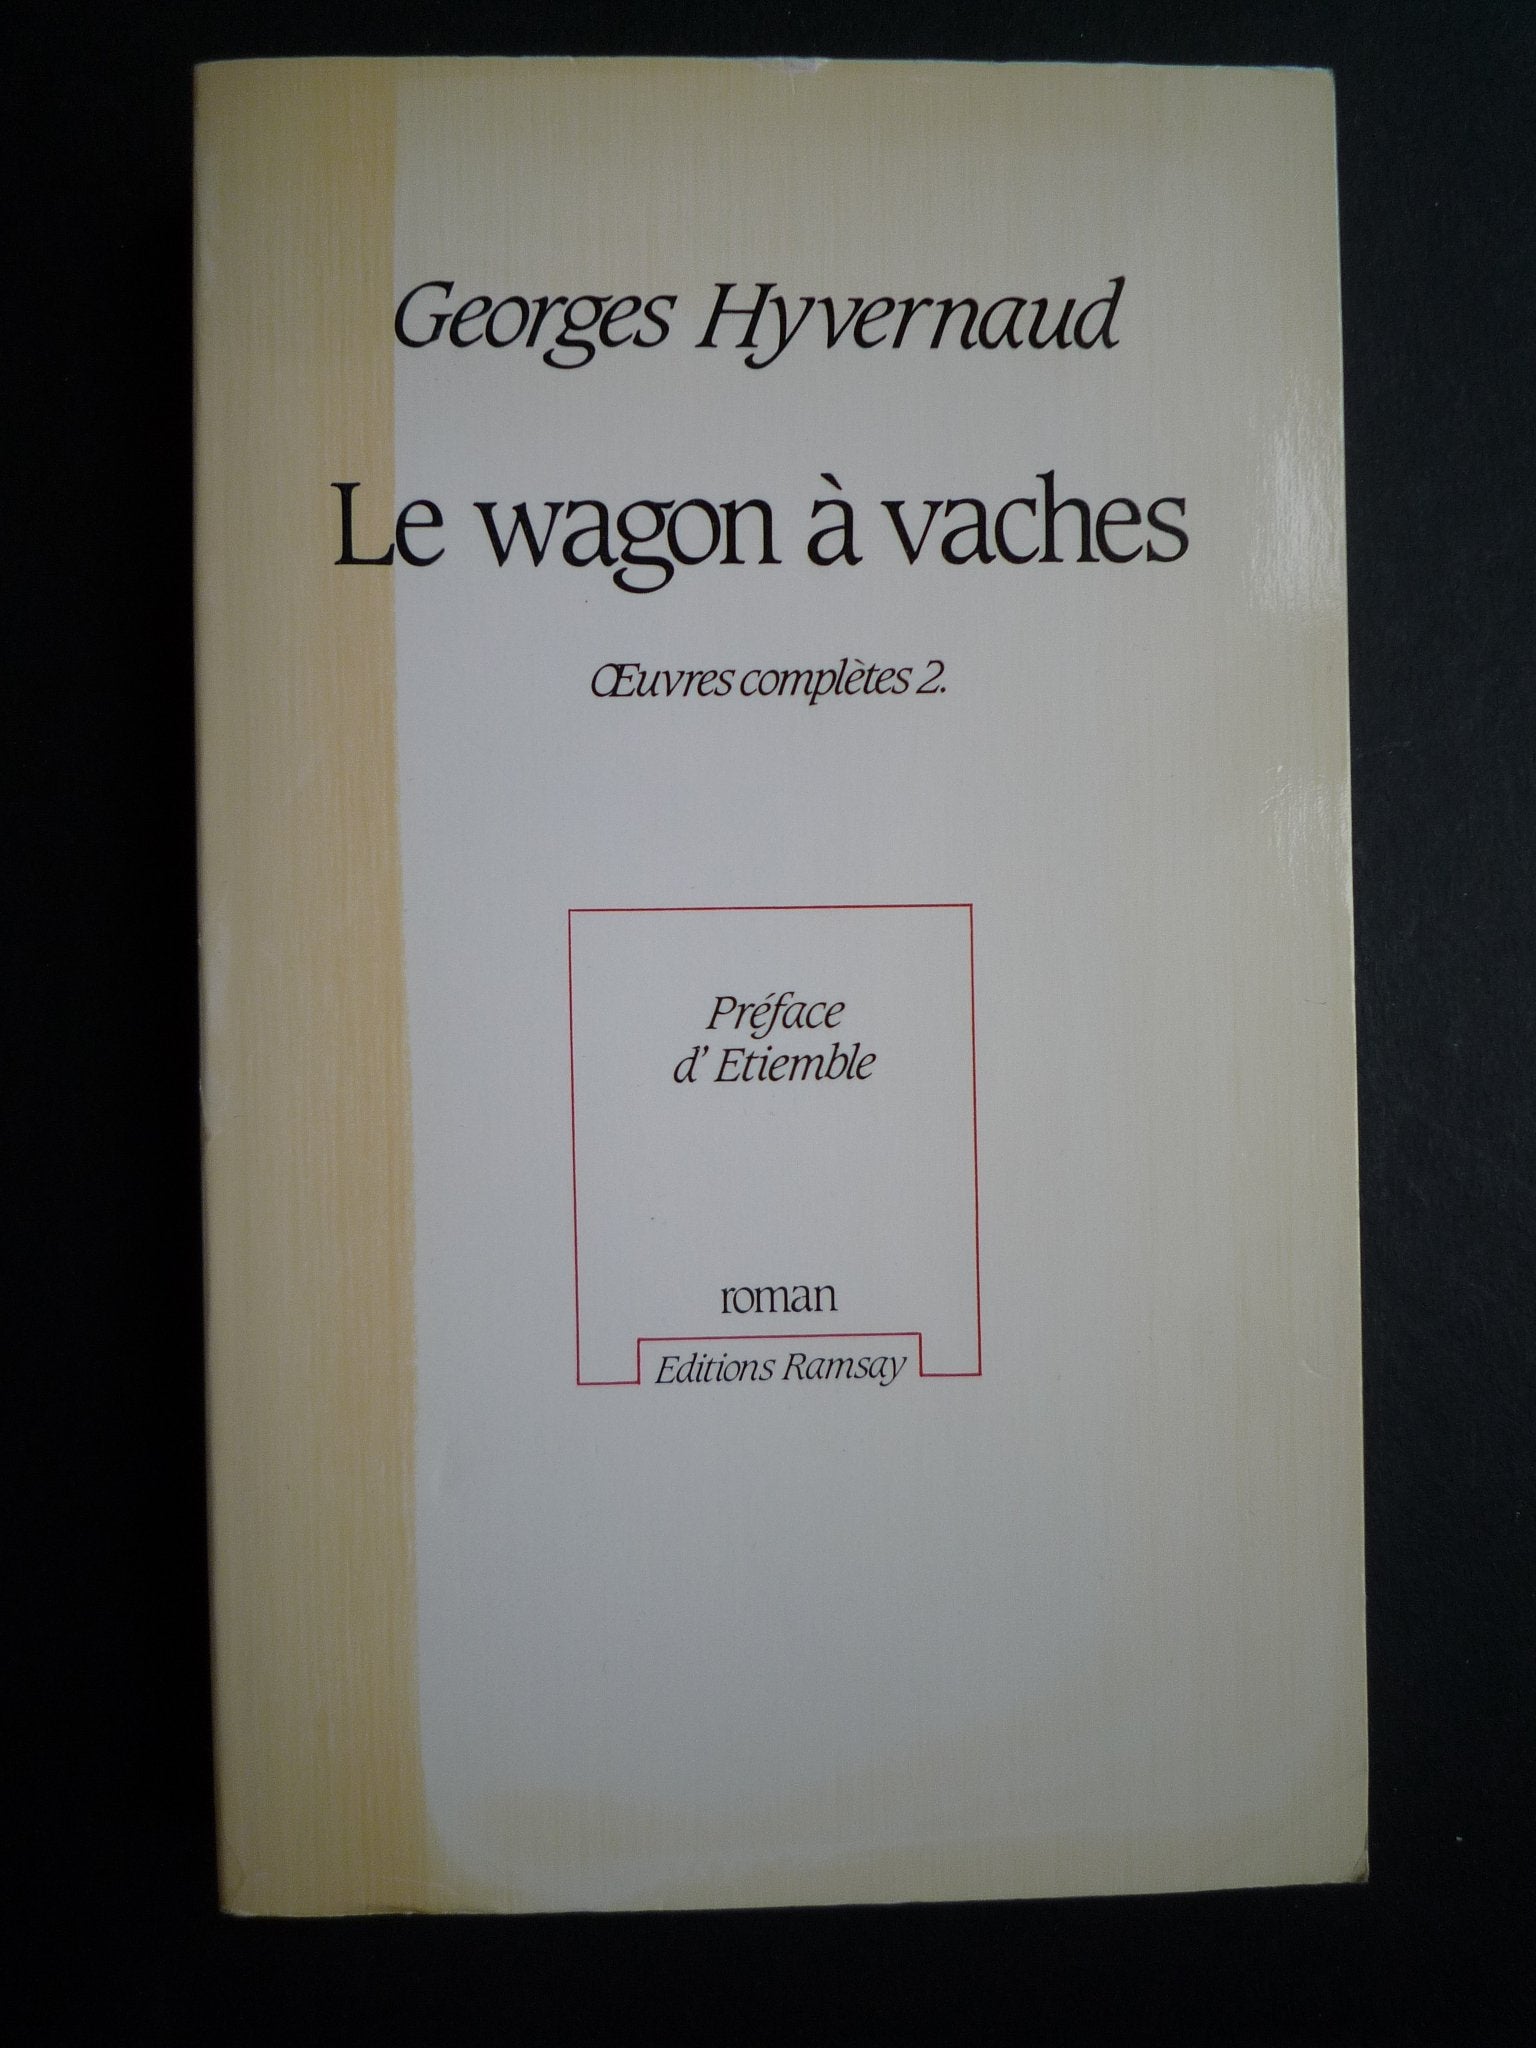 Georges Hyvernaud
Le wagon à vaches
Œuvres complètes 2.
Préface
d' Etiemble
roman
Editions Ramsay